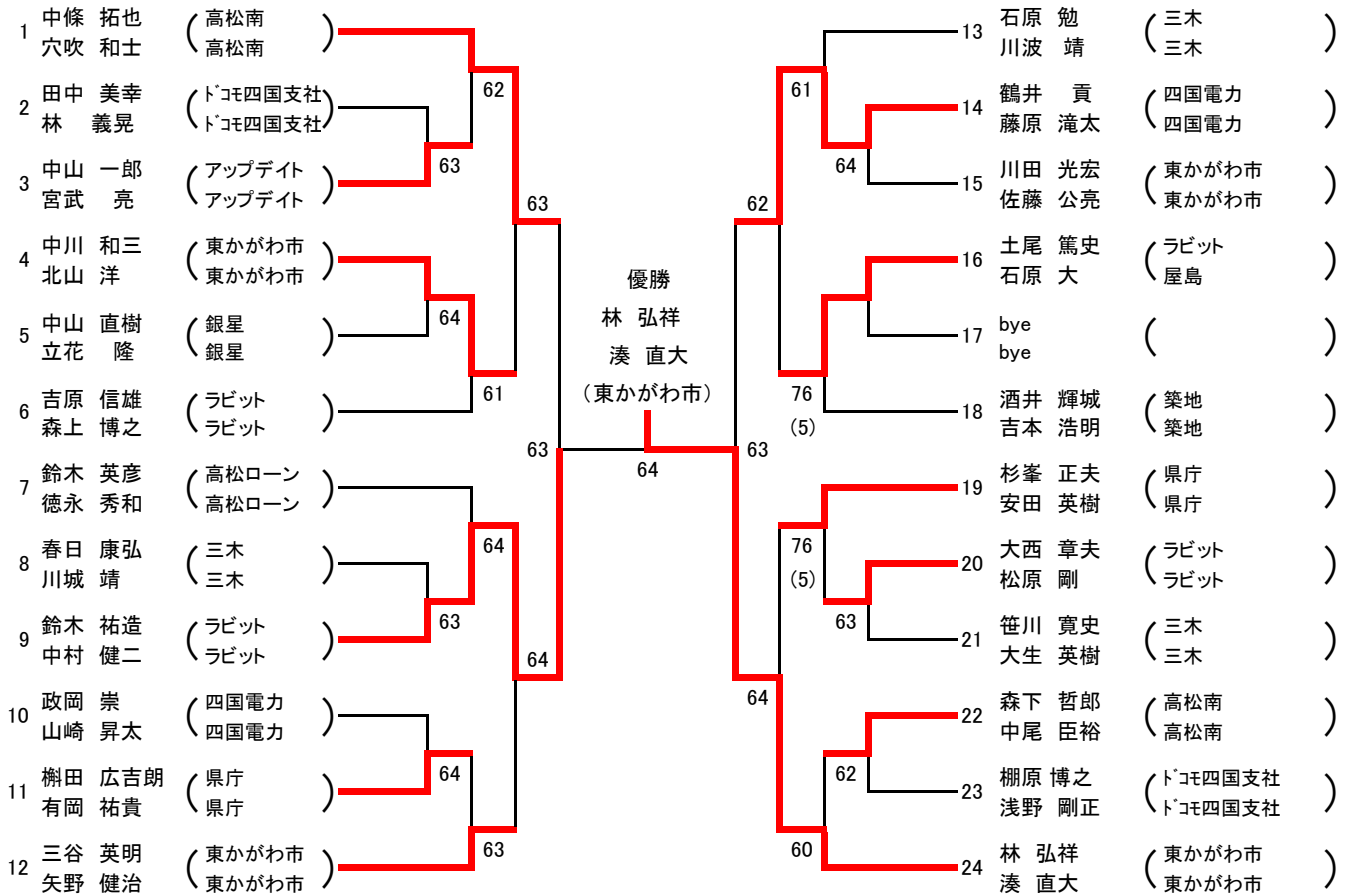 1 中條 拓也 (高松南
穴吹 和士 高松南)
2 田中 美幸 (ドコモ四国支社
林 義晃 ドコモ四国支社)
3 中山 一郎 (アップデイト
宮武 亮 アップデイト)
4 中川 和三 (東かがわ市
北山 洋 東かがわ市)
5 中山 直樹 (銀星
立花 隆 銀星)
6 吉原 信雄 (ラビット
森上 博之 ラビット)
7 鈴木 英彦 (高松ローン
徳永 秀和 高松ローン)
8 春日 康弘 (三木
川城 靖 三木)
9 鈴木 祐造 (ラビット
中村 健二 ラビット)
10 政岡 崇 (四国電力
山崎 昇太 四国電力)
11 槲田 広吉朗 (県庁
有岡 祐貴 県庁)
12 三谷 英明 (東かがわ市
矢野 健治 東かがわ市)
62
63
63
64
61
63
64
63
64
64
63
優勝
林 弘祥
湊 直大
(東かがわ市)
64
61
64
62
76
(5)
63
76
(5)
63
64
62
60
13 石原 勉 (三木
川波 靖 三木)
14 鶴井 貢 (四国電力
藤原 滝太 四国電力)
15 川田 光宏 (東かがわ市
佐藤 公亮 東かがわ市)
16 土尾 篤史 (ラビット
石原 大 屋島)
17 bye (
bye )
18 酒井 輝城 (築地
吉本 浩明 築地)
19 杉峯 正夫 (県庁
安田 英樹 県庁)
20 大西 章夫 (ラビット
松原 剛 ラビット)
21 笹川 寛史 (三木
大生 英樹 三木)
22 森下 哲郎 (高松南
中尾 臣裕 高松南)
23 棚原 博之 (ドコモ四国支社
浅野 剛正 ドコモ四国支社)
24 林 弘祥 (東かがわ市
湊 直大 東かがわ市)